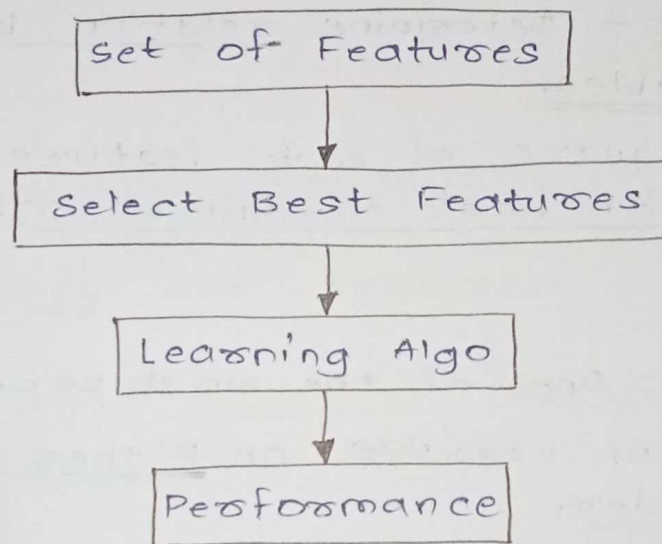 set of Features
Select Best Features
Learning Algo
Performance